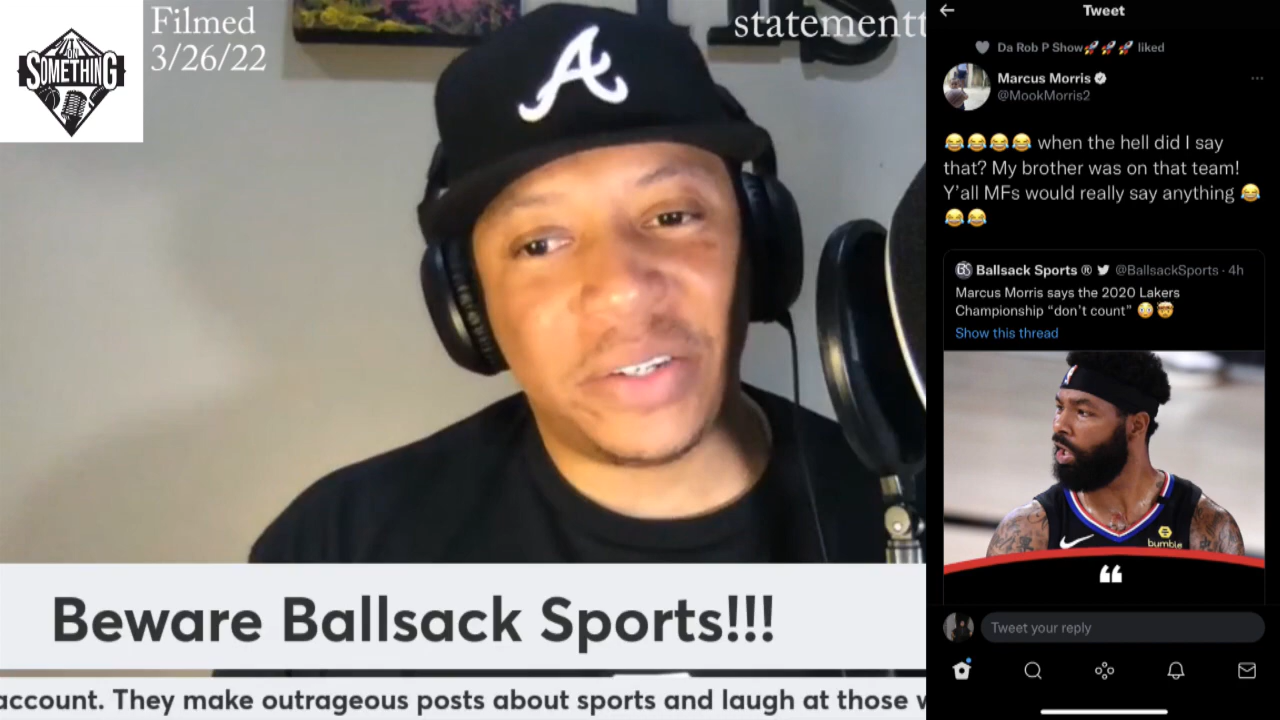 ON
SOMETHING
Filmed
3/26/22
statementt
Beware Ballsack Sports!!!
account. They make outrageous posts about sports and laugh at those
Tweet
Da Rob P Show🚀🚀🚀 liked
Marcus Morris
@MookMorris2
😂😂😂😂 when the hell did I say
that? My brother was on that team!
Y'all MFs would really say anything 😂
😂😂
BS Ballsack Sports ® @BallsackSports · 4h
Marcus Morris says the 2020 Lakers
Championship “don't count” 😳🤯
Show this thread
bumble
“
Tweet your reply